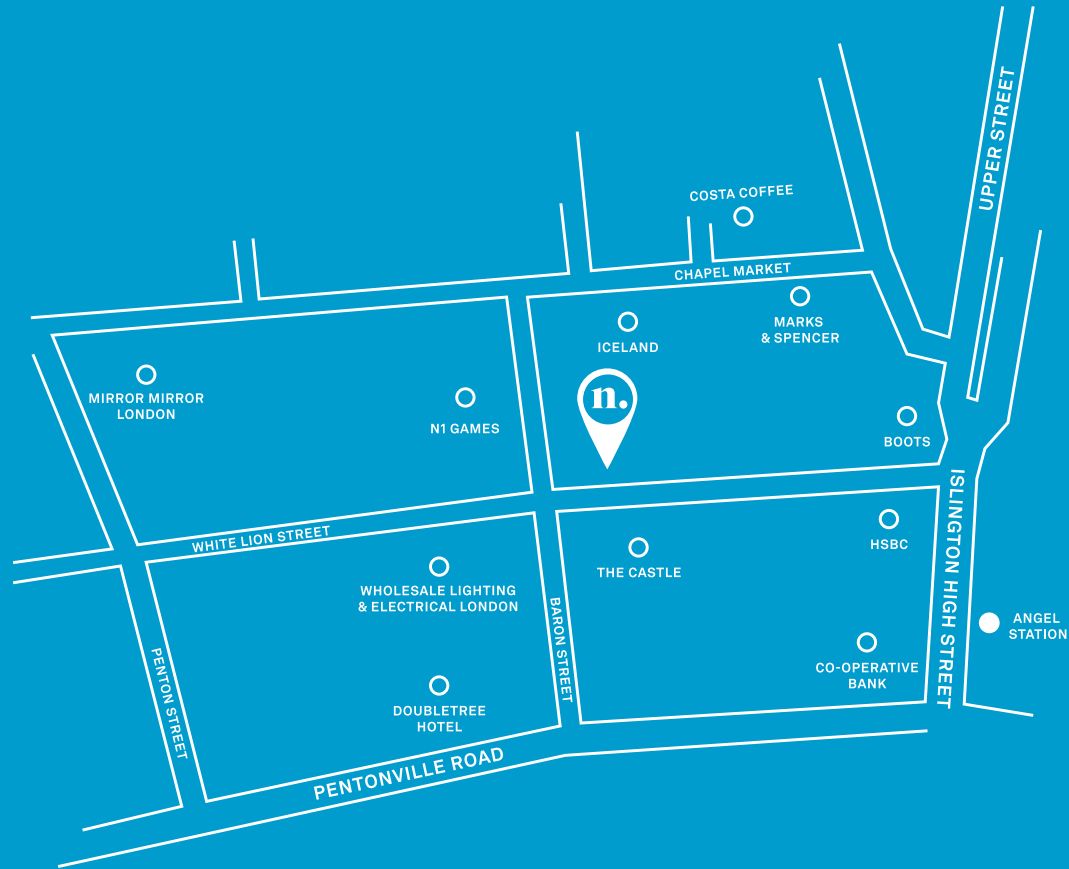 UPPER STREET
COSTA COFFEE
CHAPEL MARKET
MARKS
& SPENCER
ICELAND
MIRROR MIRROR
LONDON
n.
N1 GAMES
BOOTS
ISLINGTON HIGH STREET
WHITE LION STREET
HSBC
THE CASTLE
WHOLESALE LIGHTING
& ELECTRICAL LONDON
BARON STREET
ANGEL
STATION
PENTON STREET
CO-OPERATIVE
BANK
DOUBLETREE
HOTEL
PENTONVILLE ROAD